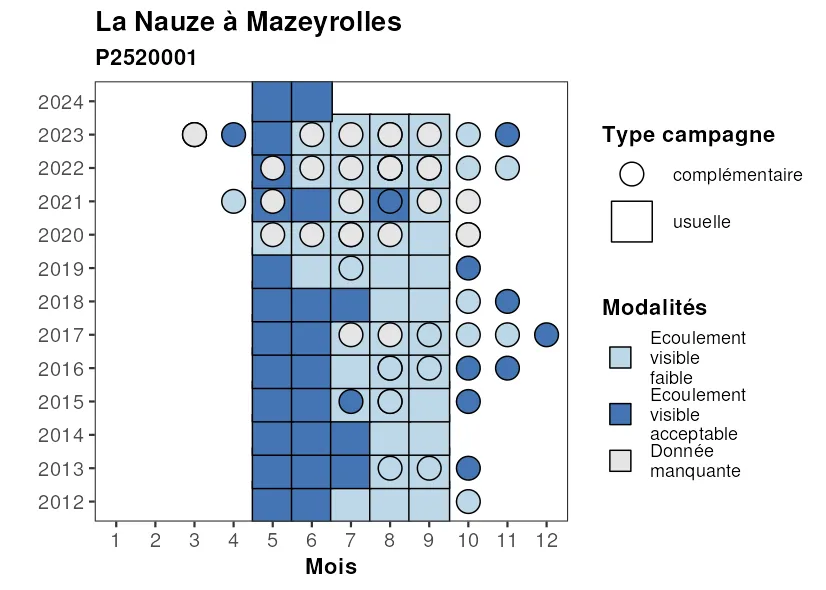 La Nauze à Mazeyrolles
P2520001
2024
2023
2022
2021
2020
2019
2018
2017
2016
2015
2014
2013
2012
1 2 3 4 5 6 7 8 9 10 11 12
Mois
Type campagne
complémentaire
usuelle
Modalités
Ecoulement
visible
faible
Ecoulement
visible
acceptable
Donnée
manquante